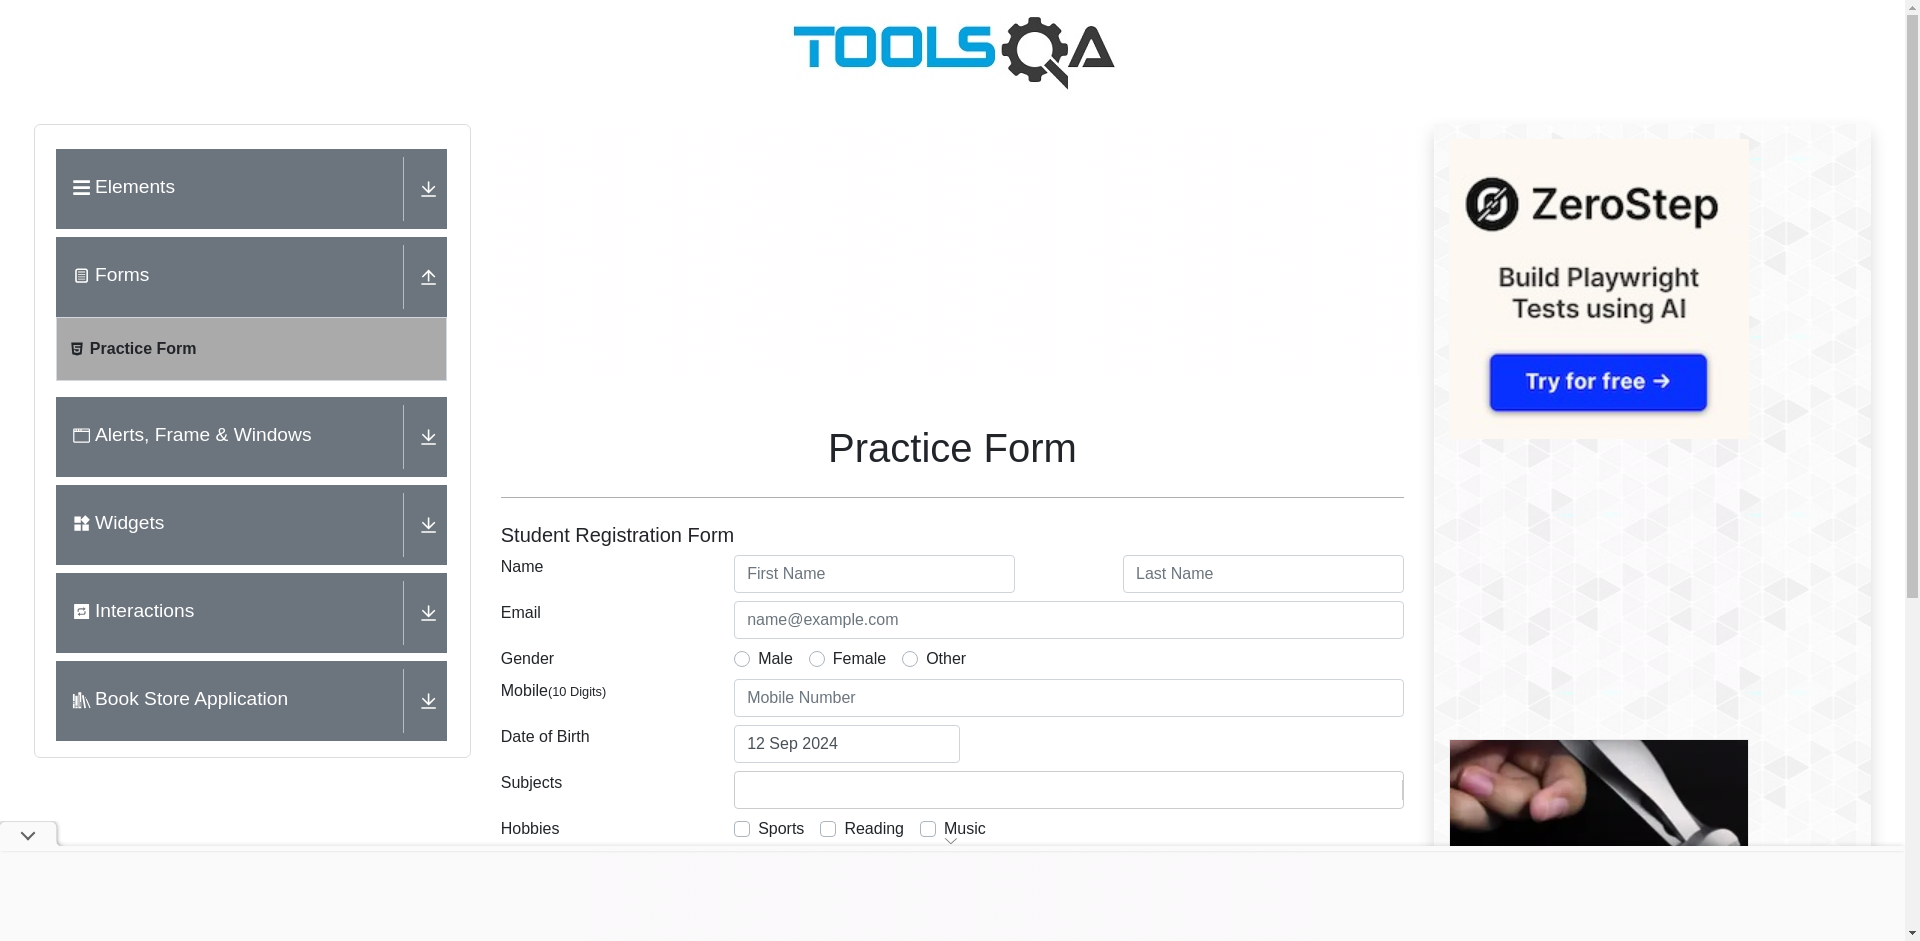 TOOLSQA
Elements
Forms
Practice Form
Alerts, Frame & Windows
Widgets
Interactions
Book Store Application
Practice Form
Student Registration Form
Name
First Name
Last Name
Email
name@example.com
Gender
Male
Female
Other
Mobile(10 Digits)
Mobile Number
Date of Birth
12 Sep 2024
Subjects
Hobbies
Sports
Reading
Music
ZeroStep
Build Playwright
Tests using AI
Try for free →